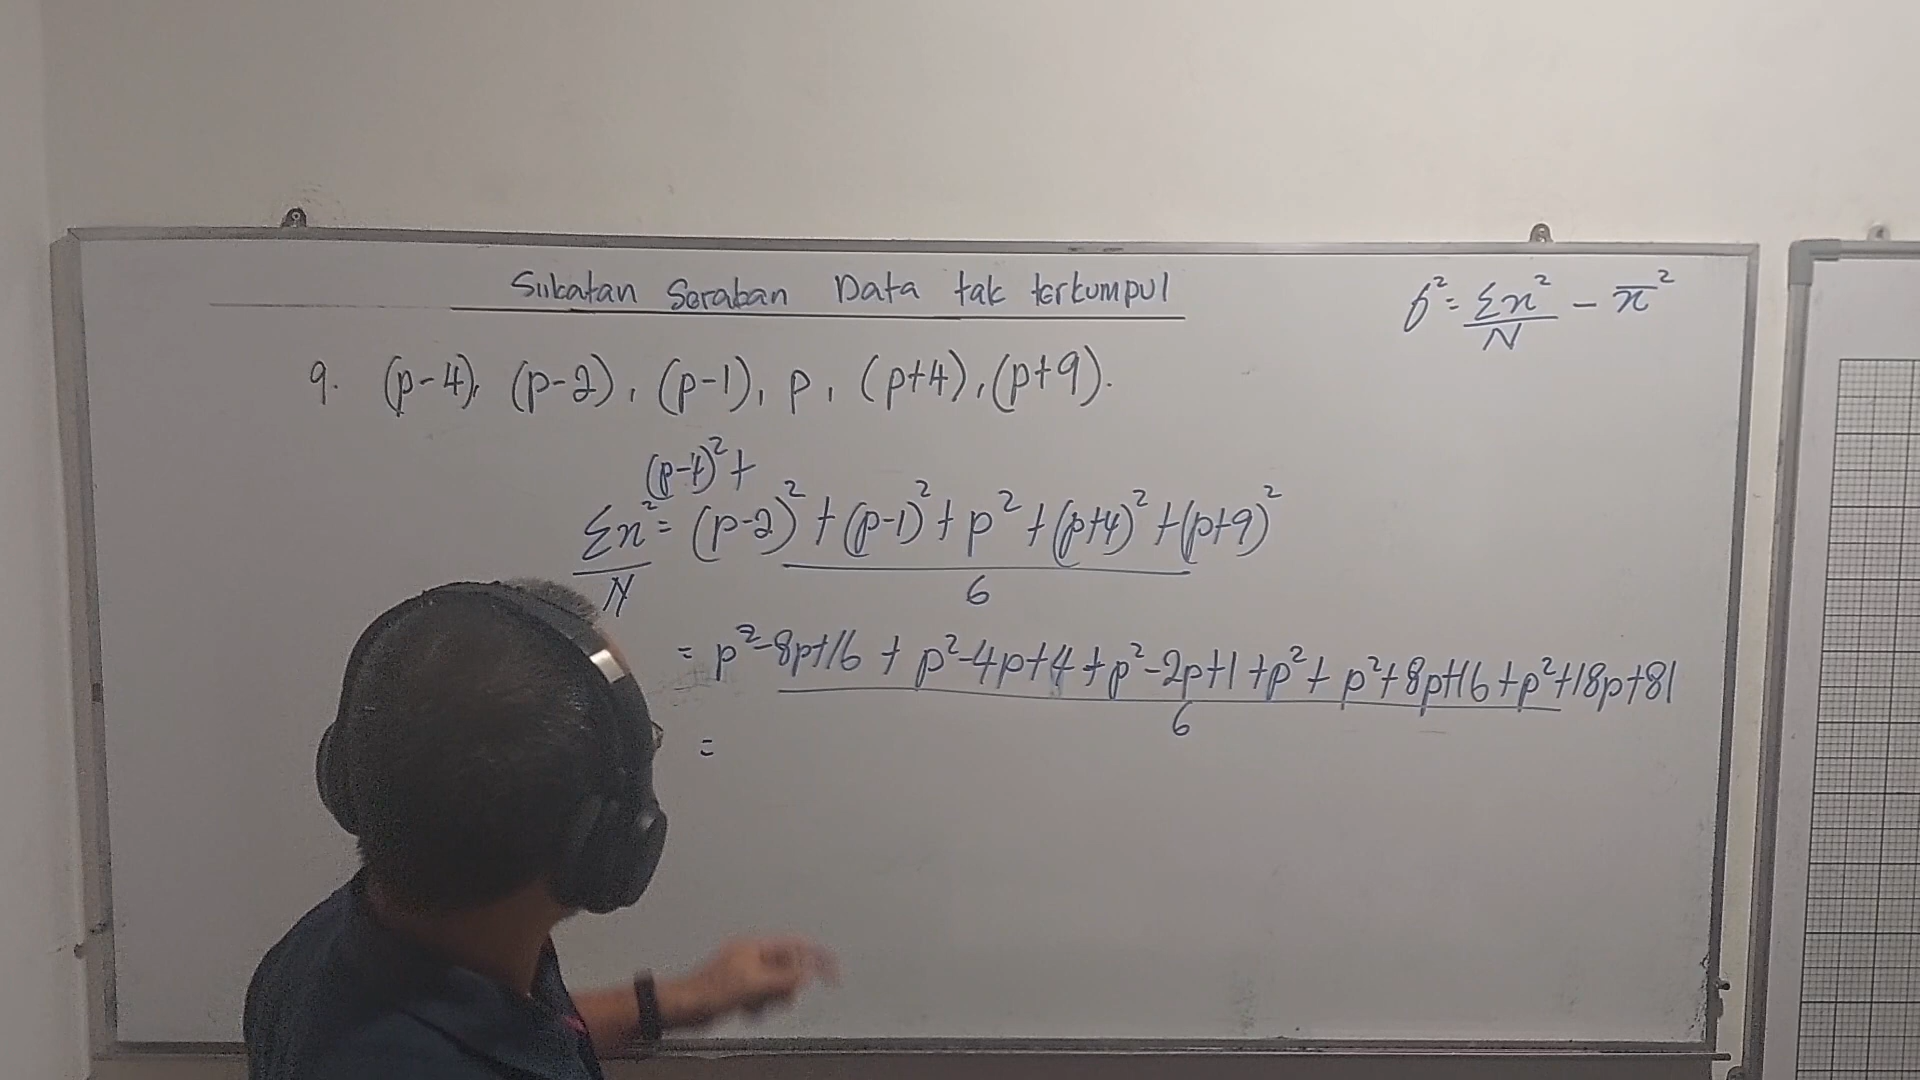 Sukatan Seraban Data tak terkumpul
σ² = Σx²/N - x̄²
9. (p-4), (p-2), (p-1), p, (p+4), (p+9).
(p-4)² +
Σx²/N = (p-2)² + (p-1)² + p² + (p+4)² + (p+9)²
6
= p²-8p+16 + p²-4p+4 + p²-2p+1 + p² + p²+8p+16 + p²+18p+81
6
=